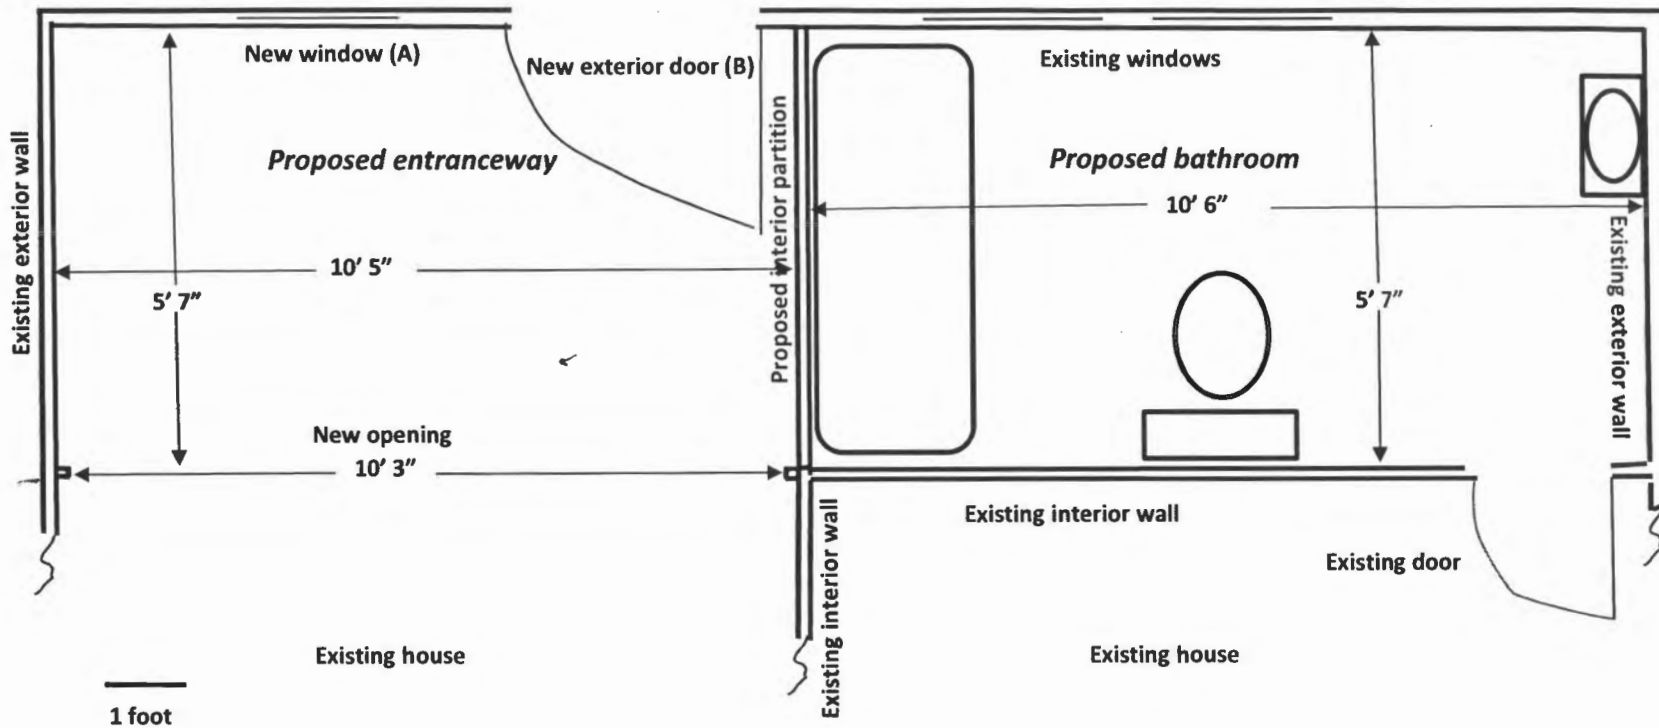 New window (A)
New exterior door (B)
Existing windows
Existing exterior wall
Proposed entranceway
Proposed interior partition
Proposed bathroom
10' 6"
10' 5"
5' 7"
5' 7"
Existing exterior wall
New opening
10' 3"
Existing interior wall
Existing interior wall
Existing door
Existing house
Existing house
1 foot